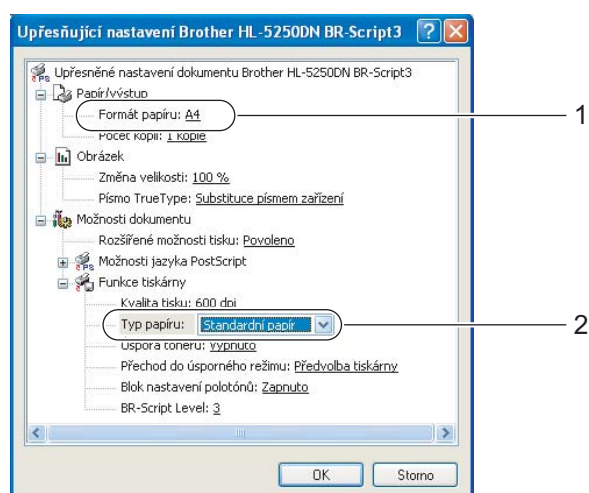 Upřesňující nastavení Brother HL-5250DN BR-Script3
Upřesněné nastavení dokumentu Brother HL-5250DN BR-Script3
Papír/výstup
Formát papíru: A4
1
Počet kopií: 1 kopie
Obrázek
Změna velikosti: 100 %
Písmo TrueType: Substituce písmem zařízení
Možnosti dokumentu
Rozšířené možnosti tisku: Povoleno
Možnosti jazyka PostScript
Funkce tiskárny
Kvalita tisku: 600 dpi
Typ papíru: Standardní papír
2
Úspora toneru: Vypnuto
Přechod do úsporného režimu: Předvolba tiskárny
Blok nastavení polotónů: Zapnuto
BR-Script Level: 3
OK Storno